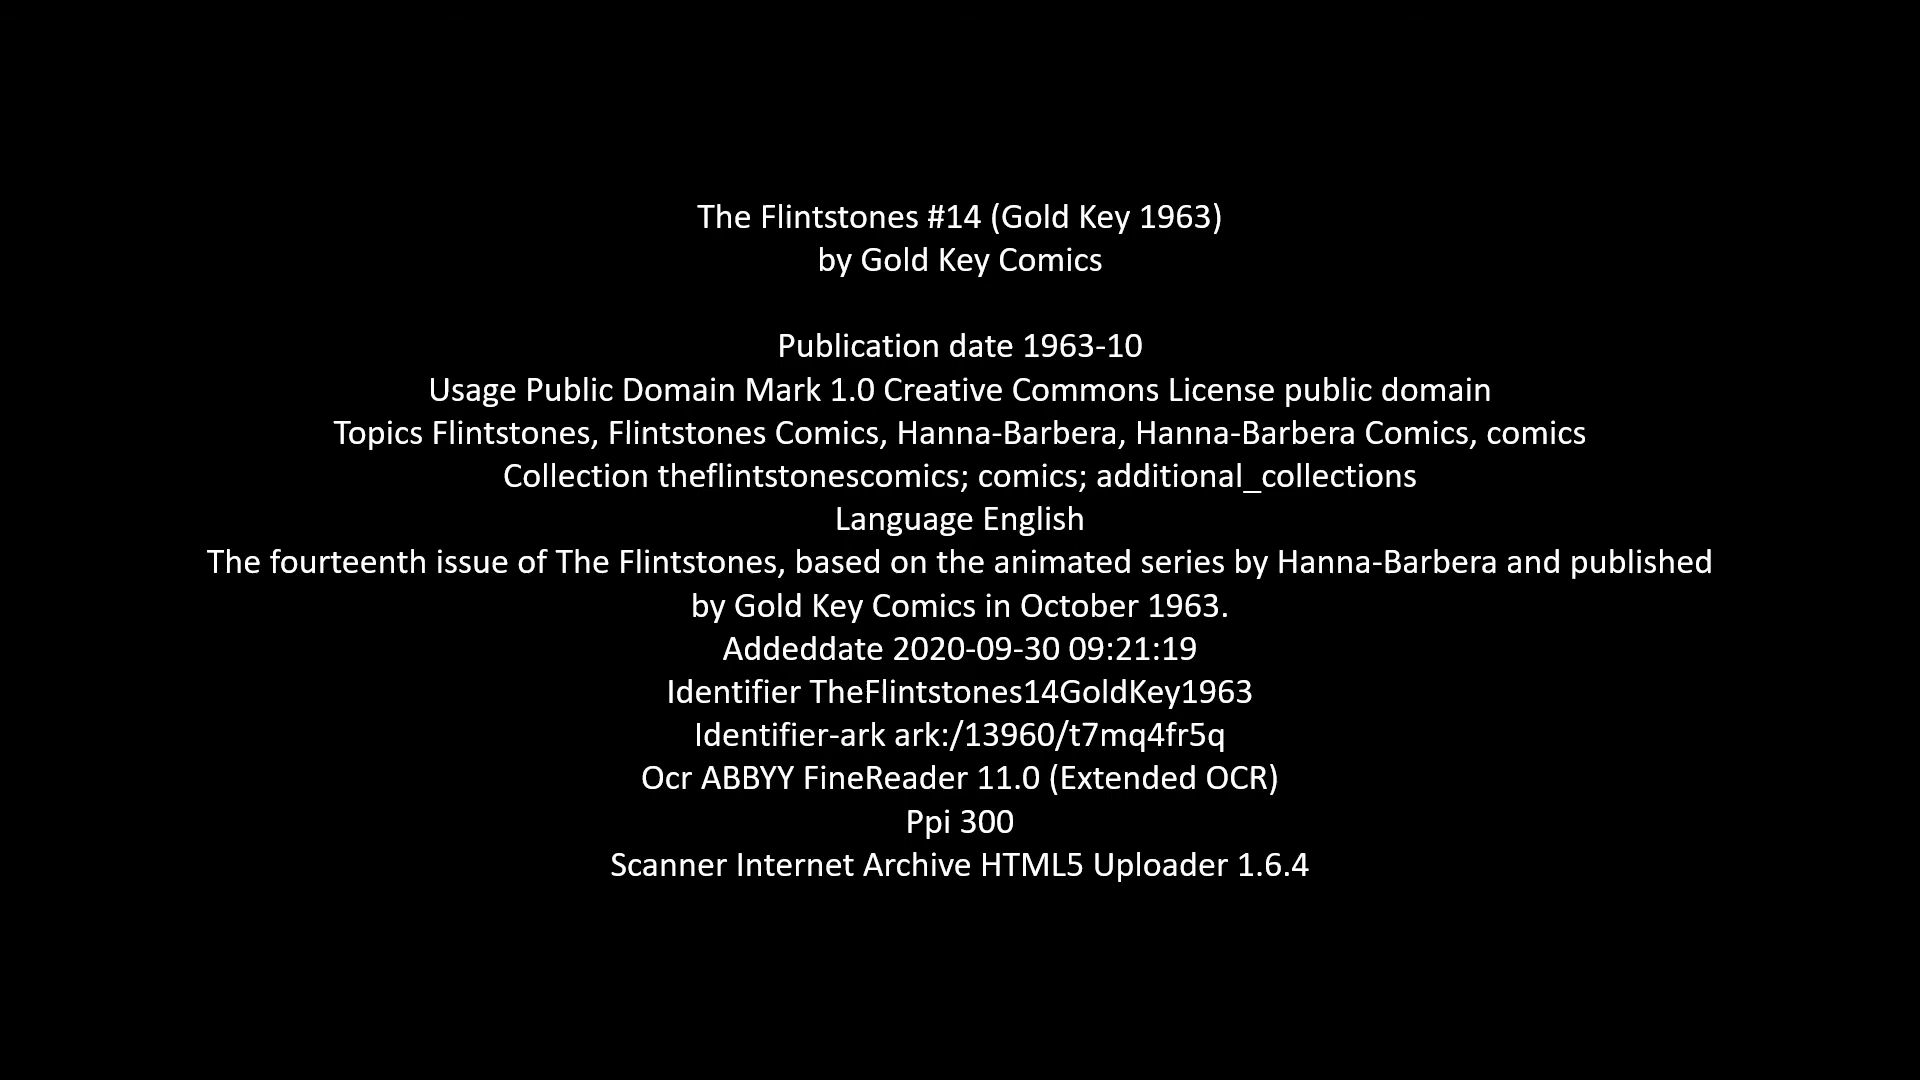 The Flintstones #14 (Gold Key 1963)
by Gold Key Comics
Publication date 1963-10
Usage Public Domain Mark 1.0 Creative Commons License public domain
Topics Flintstones, Flintstones Comics, Hanna-Barbera, Hanna-Barbera Comics, comics
Collection theflintstonescomics; comics; additional_collections
Language English
The fourteenth issue of The Flintstones, based on the animated series by Hanna-Barbera and published
by Gold Key Comics in October 1963.
Addeddate 2020-09-30 09:21:19
Identifier TheFlintstones14GoldKey1963
Identifier-ark ark:/13960/t7mq4fr5q
Ocr ABBYY FineReader 11.0 (Extended OCR)
Ppi 300
Scanner Internet Archive HTML5 Uploader 1.6.4